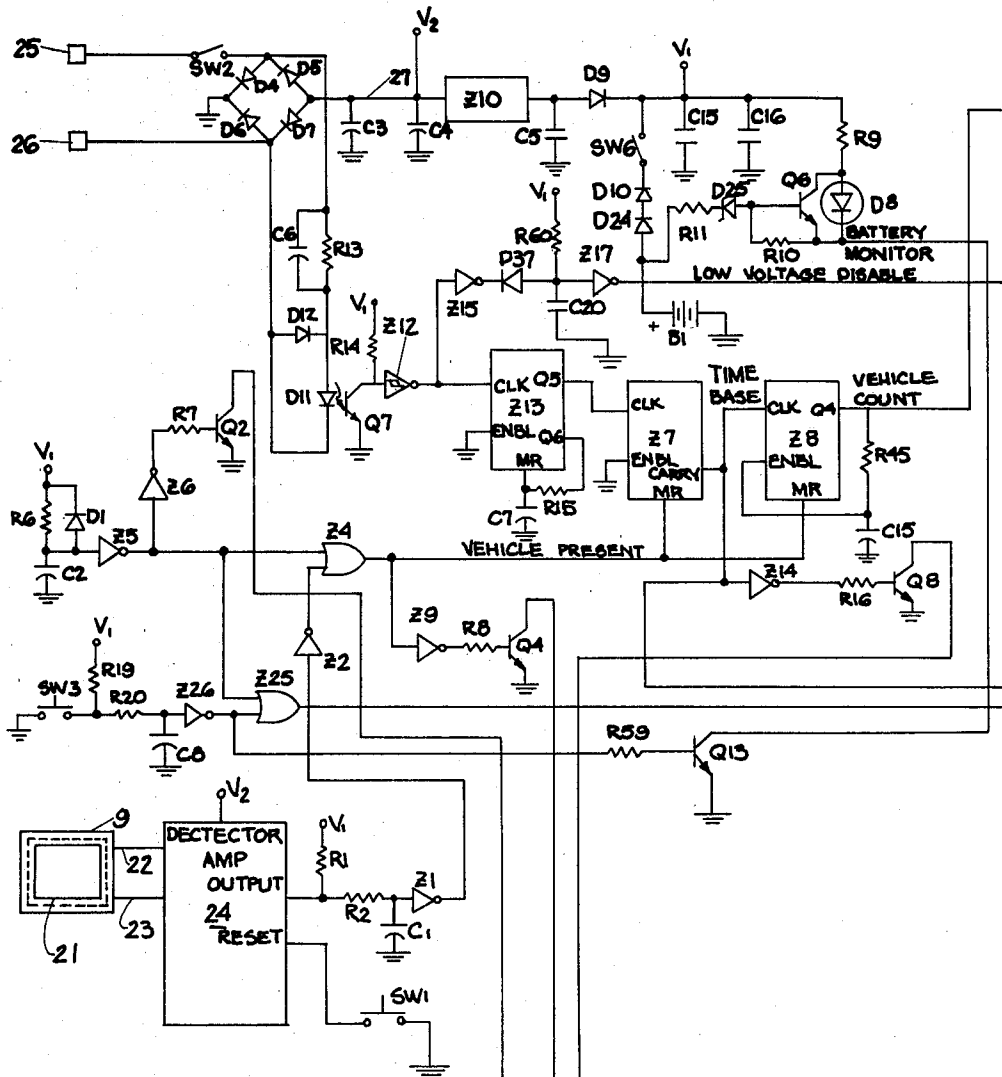 V2
25
SW2
D4
D5
27
Z10
D9
V1
D6
D7
C3
C4
C5
C15
C16
R9
26
SW6
D10
D24
D25
Q6
D8
C6
R13
V1
R60
R11
R10
BATTERY
MONITOR
LOW VOLTAGE DISABLE
Z15
D37
Z17
C20
+
B1
D12
V1
R14
Z12
D11
Q7
CLK Q5
Z13
ENBL Q6
MR
R15
C7
CLK
Z7
ENBL
CARRY
MR
TIME
BASE
CLK Q4
Z8
ENBL
MR
VEHICLE
COUNT
R45
C15
R7
Q2
V1
R6
D1
Z6
Z5
C2
Z4
VEHICLE PRESENT
Z14
R16
Q8
Z9
R8
Q4
Z2
V1
R19
SW3
R20
Z26
Z25
C8
R59
Q13
V2
9
22
23
21
DECTECTOR
AMP
OUTPUT
24
RESET
V1
R1
R2
Z1
C1
SW1